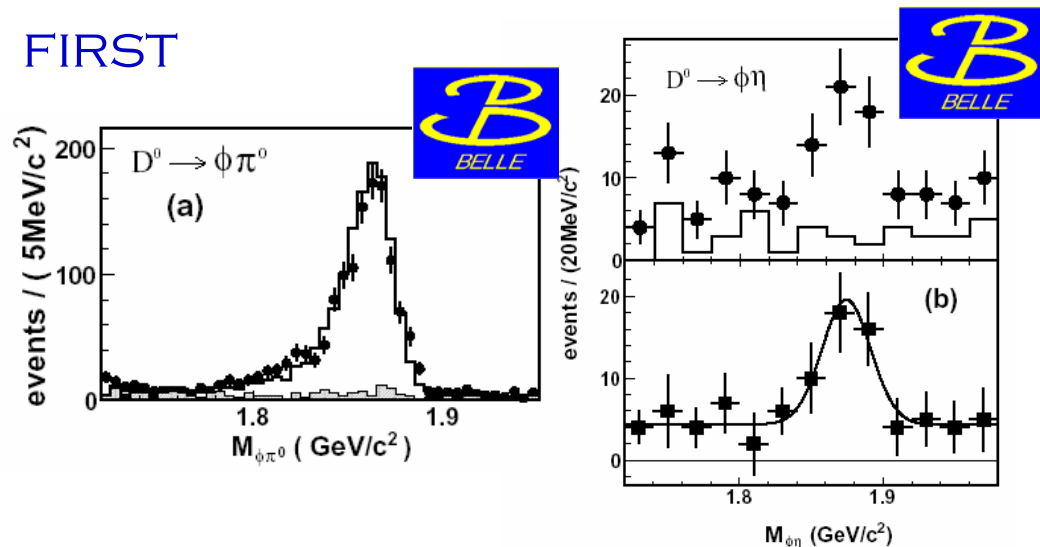 FIRST
BELLE
D⁰ → φπ⁰
(a)
events / ( 5MeV/c²)
200
100
0
1.8
1.9
M_φπ⁰ ( GeV/c²)
BELLE
D⁰ → φη
events / (20MeV/c²)
20
10
0
(b)
20
10
0
1.8
1.9
M_φη (GeV/c²)